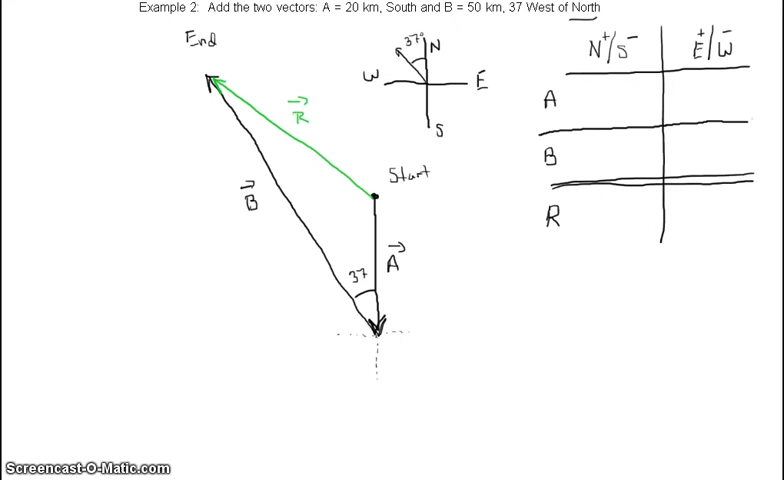 Example 2: Add the two vectors: A = 20 km, South and B = 50 km, 37 West of North
End
37°
N
W
E
S
N+/S-
E+/W-
A
B
R
R
Start
B
A
37
Screencast-O-Matic.com